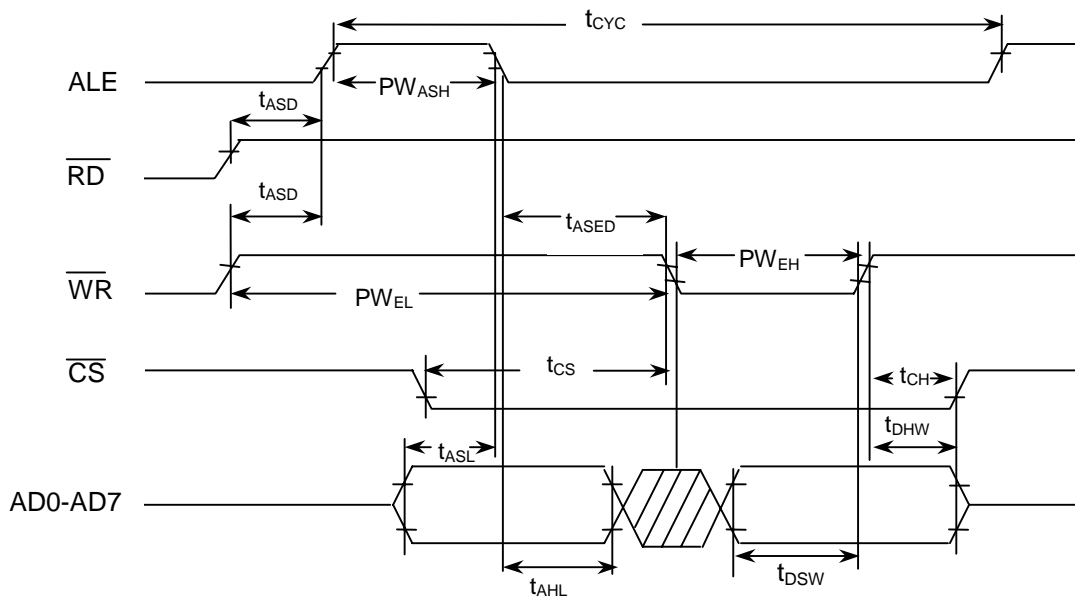 tCYC
ALE
PWASH
tASD
RD
tASD
tASED
PWEH
WR
PWEL
CS
tCS
tCH
tDHW
tASL
AD0-AD7
tAHL
tDSW